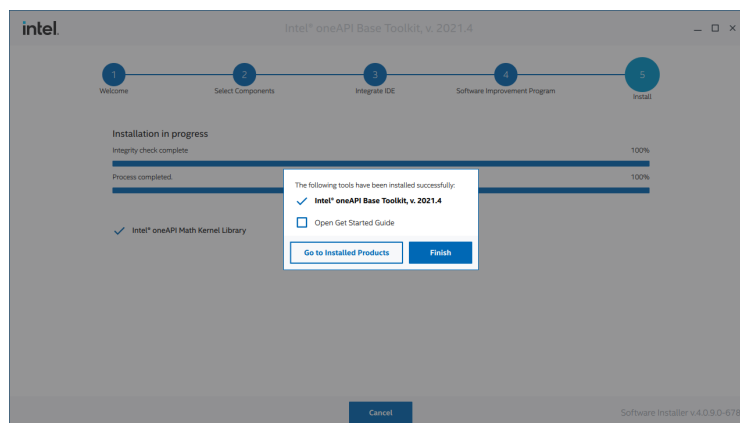 intel.
Intel® oneAPI Base Toolkit, v. 2021.4
1 2 3 4 5
Welcome Select Components Integrate IDE Software Improvement Program Install
Installation in progress
Integrity check complete 100%
Process completed. 100%
Intel® oneAPI Math Kernel Library
The following tools have been installed successfully:
Intel® oneAPI Base Toolkit, v. 2021.4
Open Get Started Guide
Go to Installed Products Finish
Cancel
Software Installer v.4.0.9.0-678